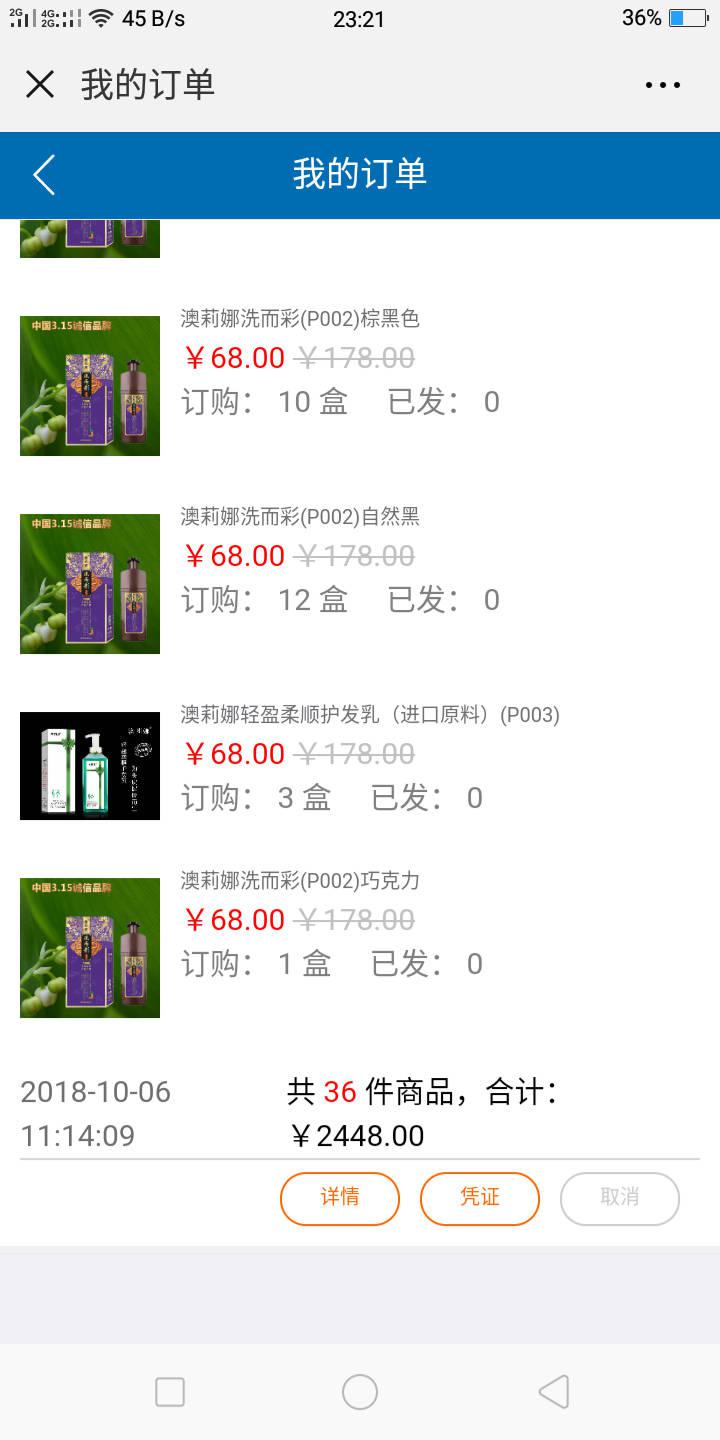 2G 4G 2G 45 B/s 23:21 36%
我的订单
我的订单
中国3.15诚信品牌
澳莉娜洗而彩(P002)棕黑色
￥68.00 ￥178.00
订购： 10 盒 已发： 0
中国3.15诚信品牌
澳莉娜洗而彩(P002)自然黑
￥68.00 ￥178.00
订购： 12 盒 已发： 0
澳莉娜轻盈柔顺护发乳（进口原料）(P003)
￥68.00 ￥178.00
订购： 3 盒 已发： 0
中国3.15诚信品牌
澳莉娜洗而彩(P002)巧克力
￥68.00 ￥178.00
订购： 1 盒 已发： 0
2018-10-06 共 36 件商品，合计：
11:14:09 ￥2448.00
详情 凭证 取消